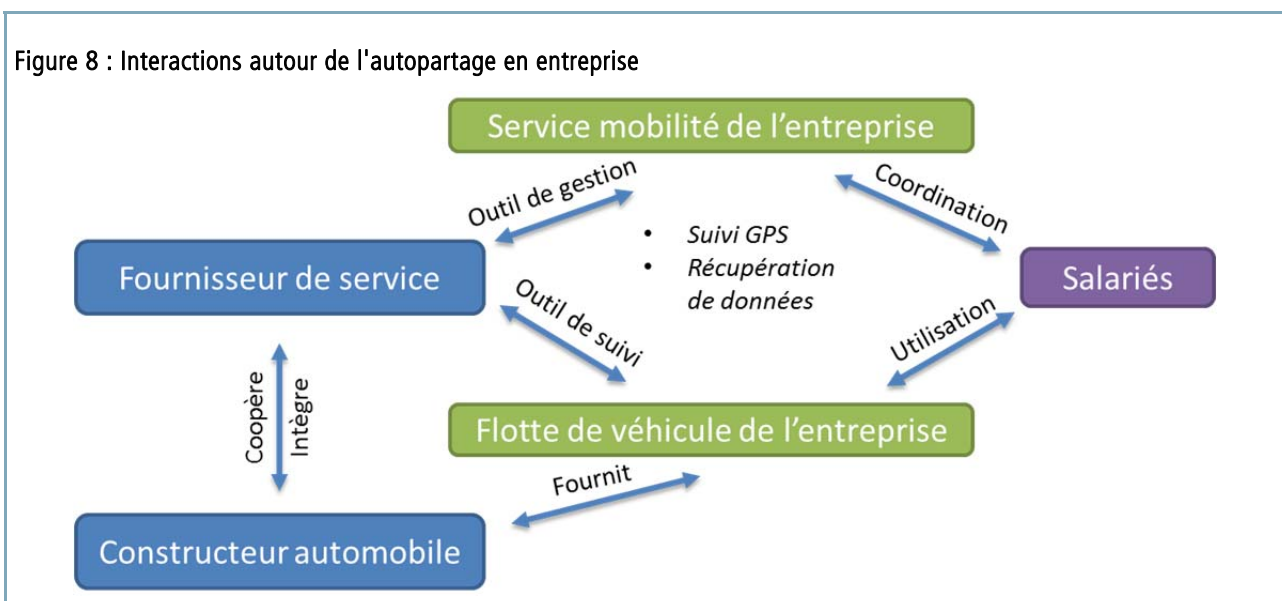 Figure 8 : Interactions autour de l'autopartage en entreprise
Service mobilité de l'entreprise
Outil de gestion
Coordination
• Suivi GPS
• Récupération
de données
Fournisseur de service
Salariés
Outil de suivi
Utilisation
Coopère
Intègre
Flotte de véhicule de l'entreprise
Fournit
Constructeur automobile